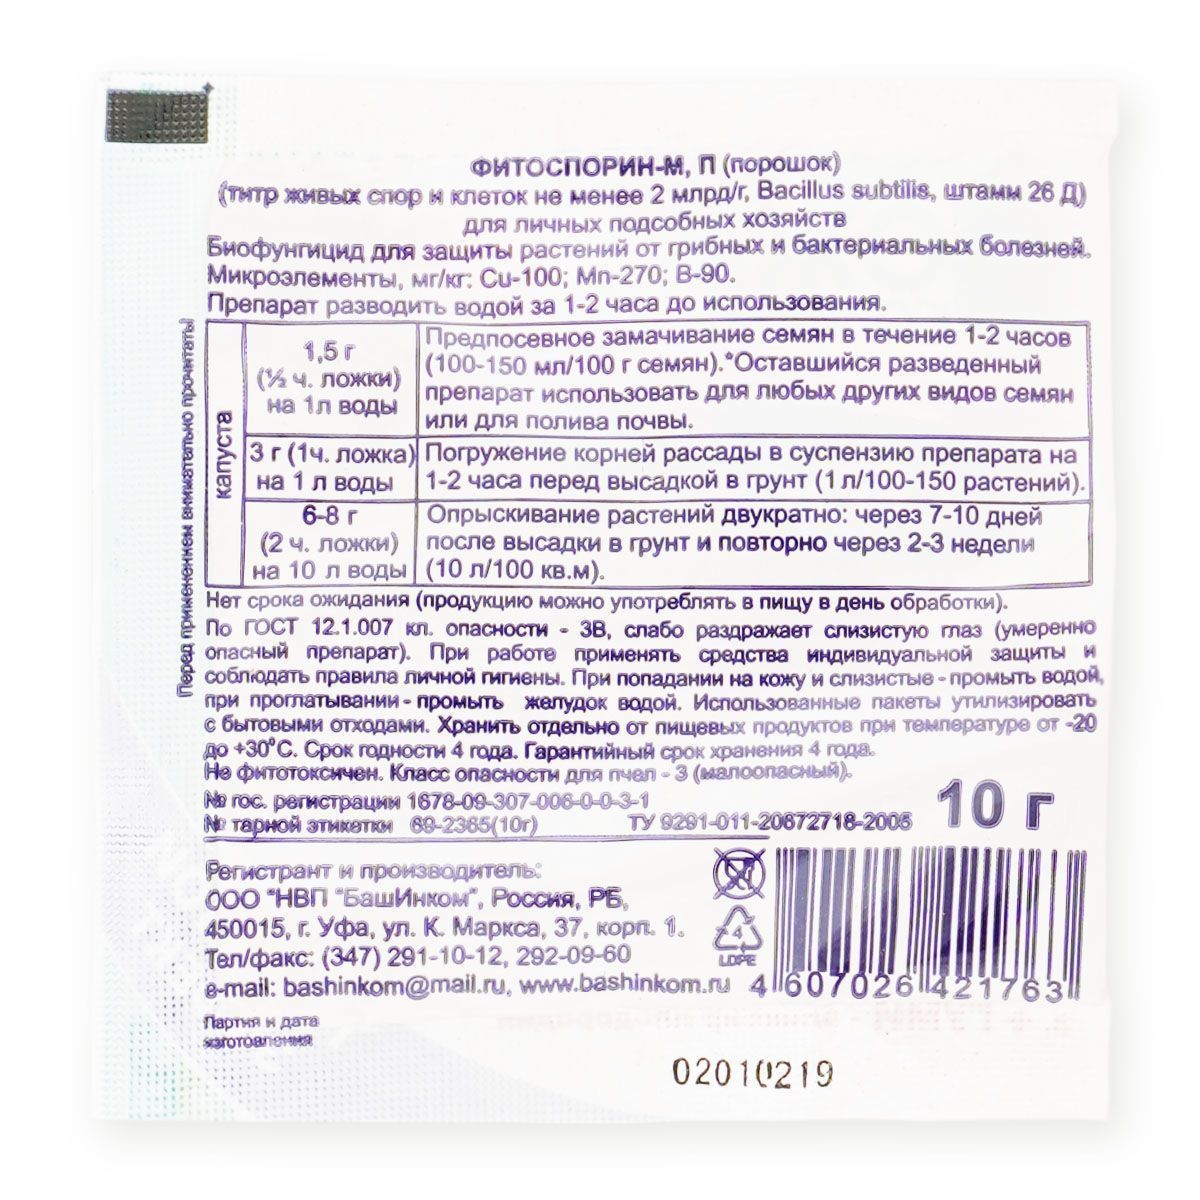 ФИТОСПОРИН-М, П (порошок)
(титр живых спор и клеток не менее 2 млрд/г, Bacillus subtilis, штамм 26 Д)
для личных подсобных хозяйств
Биофунгицид для защиты растений от грибных и бактериальных болезней.
Микроэлементы, мг/кг: Cu-100; Mn-270; B-90.
Препарат разводить водой за 1-2 часа до использования.
Перед применением внимательно прочитать!
капуста
1,5 г
(½ ч. ложки)
на 1л воды
Предпосевное замачивание семян в течение 1-2 часов
(100-150 мл/100 г семян).*Оставшийся разведенный
препарат использовать для любых других видов семян
или для полива почвы.
3 г (1ч. ложка)
на 1 л воды
Погружение корней рассады в суспензию препарата на
1-2 часа перед высадкой в грунт (1 л/100-150 растений).
6-8 г
(2 ч. ложки)
на 10 л воды
Опрыскивание растений двукратно: через 7-10 дней
после высадки в грунт и повторно через 2-3 недели
(10 л/100 кв.м).
Нет срока ожидания (продукцию можно употреблять в пищу в день обработки).
По ГОСТ 12.1.007 кл. опасности - 3В, слабо раздражает слизистую глаз (умеренно
опасный препарат). При работе применять средства индивидуальной защиты и
соблюдать правила личной гигиены. При попадании на кожу и слизистые - промыть водой,
при проглатывании - промыть желудок водой. Использованные пакеты утилизировать
с бытовыми отходами. Хранить отдельно от пищевых продуктов при температуре от -20
до +30°С. Срок годности 4 года. Гарантийный срок хранения 4 года.
Не фитотоксичен. Класс опасности для пчел - 3 (малоопасный).
№ гос. регистрации 1678-09-307-006-0-0-3-1
№ тарной этикетки 69-2365(10г) ТУ 9291-011-20672718-2005
10 г
Регистрант и производитель:
ООО "НВП "БашИнком", Россия, РБ,
450015, г. Уфа, ул. К. Маркса, 37, корп. 1.
Тел/факс: (347) 291-10-12, 292-09-60
e-mail: bashinkom@mail.ru, www.bashinkom.ru
4
LDPE
4 607026 421763
Партия и дата
изготовления
02010219